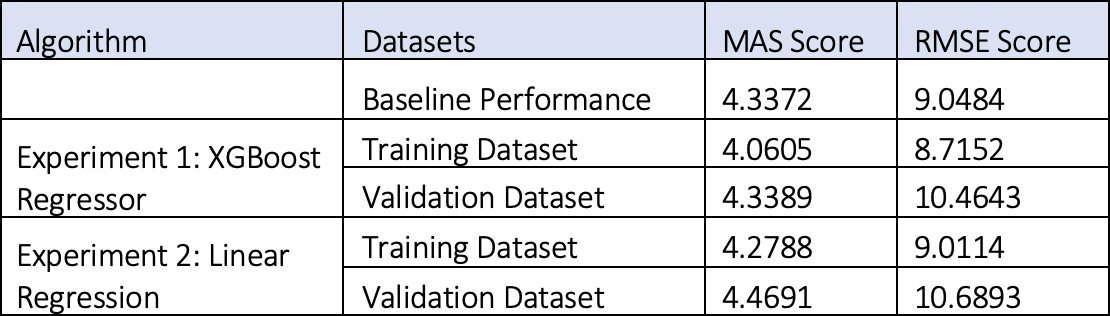 Algorithm Datasets MAS Score RMSE Score
Baseline Performance 4.3372 9.0484
Experiment 1: XGBoost
Regressor
Training Dataset 4.0605 8.7152
Validation Dataset 4.3389 10.4643
Experiment 2: Linear
Regression
Training Dataset 4.2788 9.0114
Validation Dataset 4.4691 10.6893